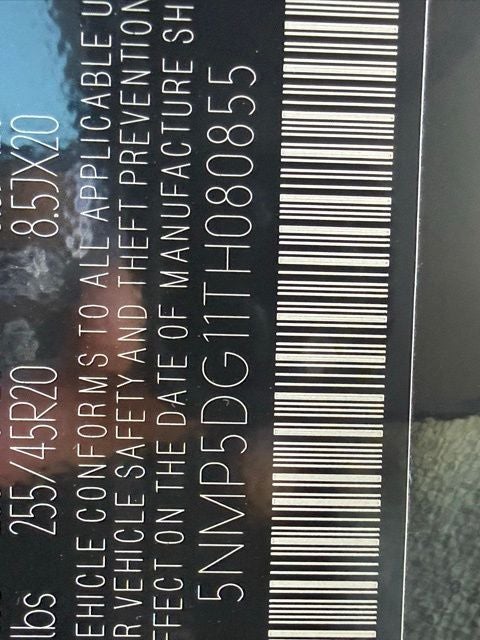 lbs 255/45R20 8.5JX20
EHICLE CONFORMS TO ALL APPLICABLE U
R VEHICLE SAFETY AND THEFT PREVENTION
FFECT ON THE DATE OF MANUFACTURE SH
5NMP5DG11TH080855